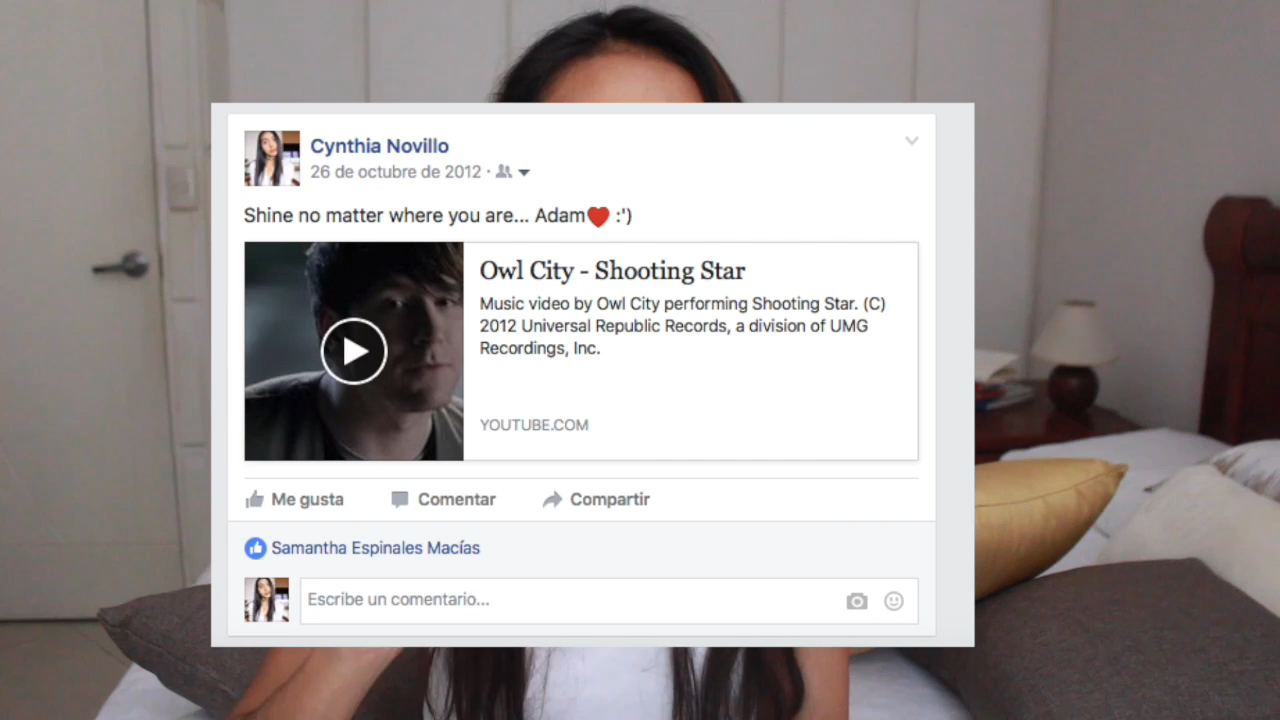 Cynthia Novillo
26 de octubre de 2012 ·
Shine no matter where you are... Adam❤️ :')
Owl City - Shooting Star
Music video by Owl City performing Shooting Star. (C)
2012 Universal Republic Records, a division of UMG
Recordings, Inc.
YOUTUBE.COM
Me gusta Comentar Compartir
Samantha Espinales Macías
Escribe un comentario...